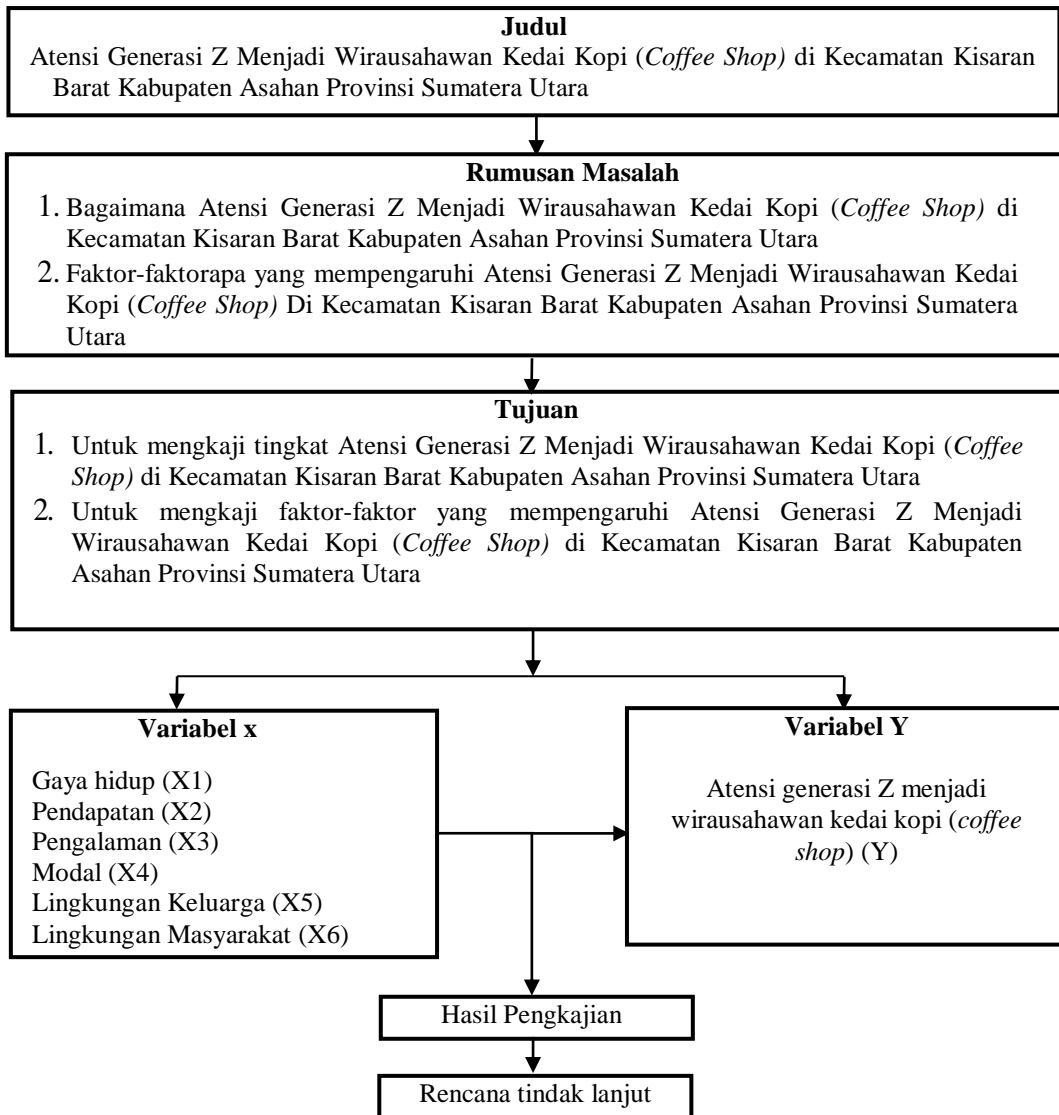 Judul
Atensi Generasi Z Menjadi Wirausahawan Kedai Kopi (Coffee Shop) di Kecamatan Kisaran
Barat Kabupaten Asahan Provinsi Sumatera Utara
Rumusan Masalah
1. Bagaimana Atensi Generasi Z Menjadi Wirausahawan Kedai Kopi (Coffee Shop) di
Kecamatan Kisaran Barat Kabupaten Asahan Provinsi Sumatera Utara
2. Faktor-faktorapa yang mempengaruhi Atensi Generasi Z Menjadi Wirausahawan Kedai
Kopi (Coffee Shop) Di Kecamatan Kisaran Barat Kabupaten Asahan Provinsi Sumatera
Utara
Tujuan
1. Untuk mengkaji tingkat Atensi Generasi Z Menjadi Wirausahawan Kedai Kopi (Coffee
Shop) di Kecamatan Kisaran Barat Kabupaten Asahan Provinsi Sumatera Utara
2. Untuk mengkaji faktor-faktor yang mempengaruhi Atensi Generasi Z Menjadi
Wirausahawan Kedai Kopi (Coffee Shop) di Kecamatan Kisaran Barat Kabupaten
Asahan Provinsi Sumatera Utara
Variabel x
Gaya hidup (X1)
Pendapatan (X2)
Pengalaman (X3)
Modal (X4)
Lingkungan Keluarga (X5)
Lingkungan Masyarakat (X6)
Variabel Y
Atensi generasi Z menjadi
wirausahawan kedai kopi (coffee
shop) (Y)
Hasil Pengkajian
Rencana tindak lanjut